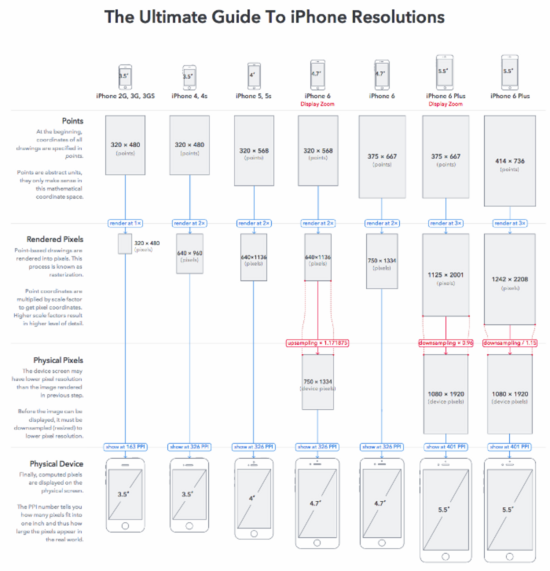 The Ultimate Guide To iPhone Resolutions
3.5"
3.5"
4"
4.7"
4.7"
5.5"
5.5"
iPhone 2G, 3G, 3GS
iPhone 4, 4s
iPhone 5, 5s
iPhone 6
Display Zoom
iPhone 6
iPhone 6 Plus
Display Zoom
iPhone 6 Plus
Points
At the beginning,
coordinates of all
drawings are specified in
points.
Points are abstract units,
they only make sense in
this mathematical
coordinate space.
320 × 480
(points)
320 × 480
(points)
320 × 568
(points)
320 × 568
(points)
375 × 667
(points)
375 × 667
(points)
414 × 736
(points)
render at 1×
render at 2×
render at 2×
render at 2×
render at 2×
render at 3×
render at 3×
Rendered Pixels
Point-based drawings are
rendered into pixels. This
process is known as
rasterization.
Point coordinates are
multiplied by scale factor
to get pixel coordinates.
Higher scale factors result
in higher level of detail.
320 × 480
(pixels)
640 × 960
(pixels)
640×1136
(pixels)
640×1136
(pixels)
750 × 1334
(pixels)
1125 × 2001
(pixels)
1242 × 2208
(pixels)
upsampling × 1.171875
downsampling × 0.96
downsampling / 1.15
Physical Pixels
The device screen may
have lower pixel resolution
than the image rendered
in previous step.
Before the image can be
displayed, it must be
downsampled (resized) to
lower pixel resolution.
750 × 1334
(device pixels)
1080 × 1920
(device pixels)
1080 × 1920
(device pixels)
show at 163 PPI
show at 326 PPI
show at 326 PPI
show at 326 PPI
show at 326 PPI
show at 401 PPI
show at 401 PPI
Physical Device
Finally, computed pixels
are displayed on the
physical screen.
The PPI number tells you
how many pixels fit into
one inch and thus how
large the pixels appear in
the real world.
3.5"
3.5"
4"
4.7"
4.7"
5.5"
5.5"